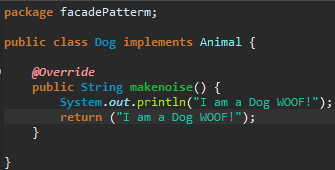 package facadePatterm;
public class Dog implements Animal {
@Override
public String makenoise() {
System.out.println("I am a Dog WOOF!");
return ("I am a Dog WOOF!");
}
}